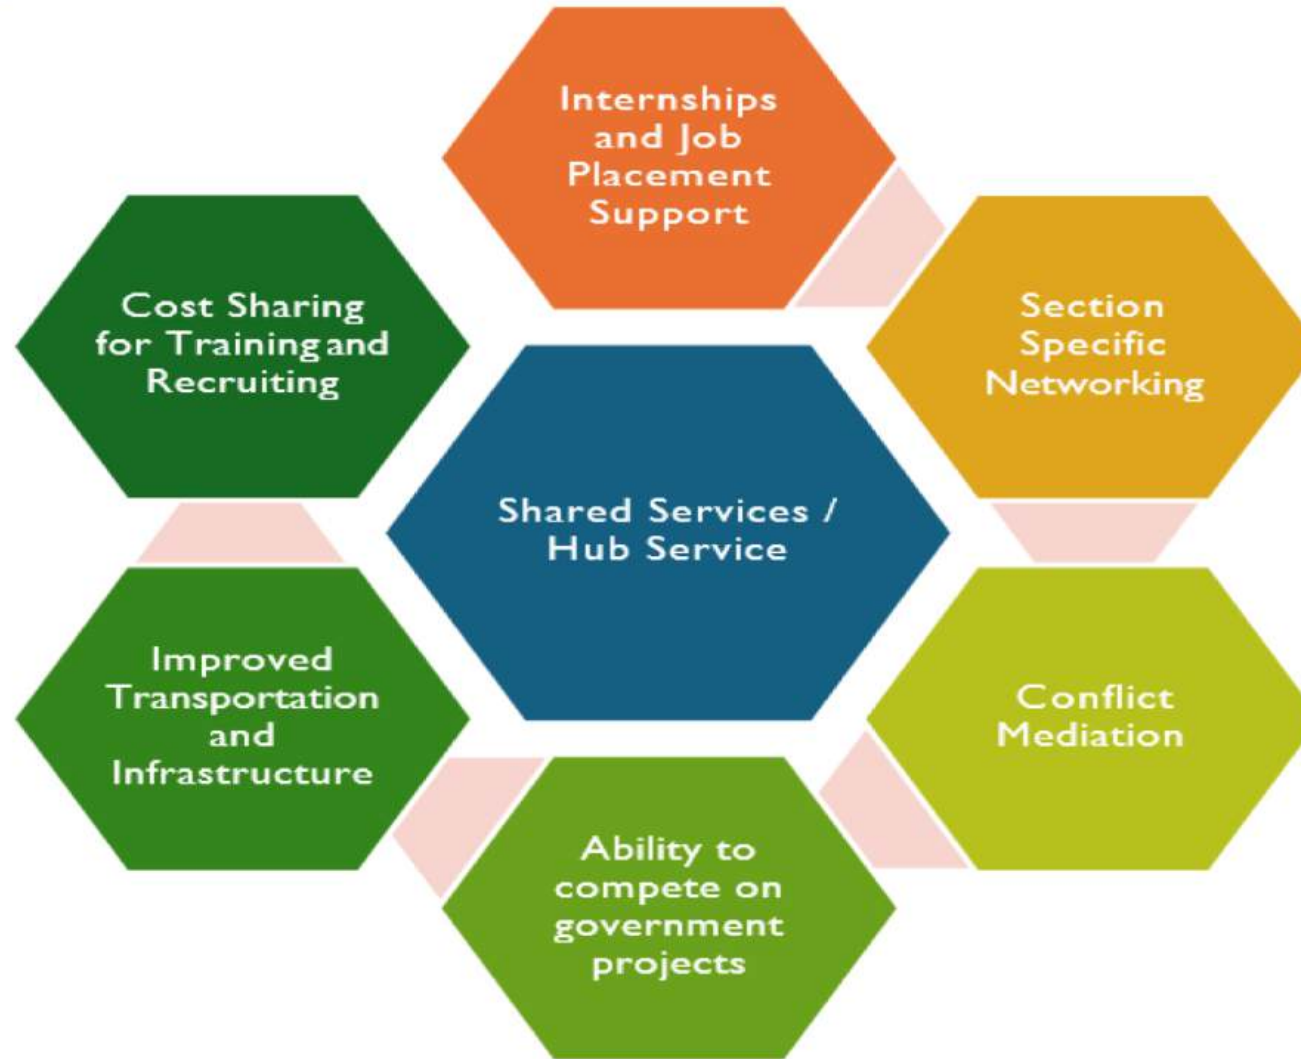 Internships
and Job
Placement
Support
Cost Sharing
for Training and
Recruiting
Section
Specific
Networking
Shared Services /
Hub Service
Improved
Transportation
and
Infrastructure
Conflict
Mediation
Ability to
compete on
government
projects